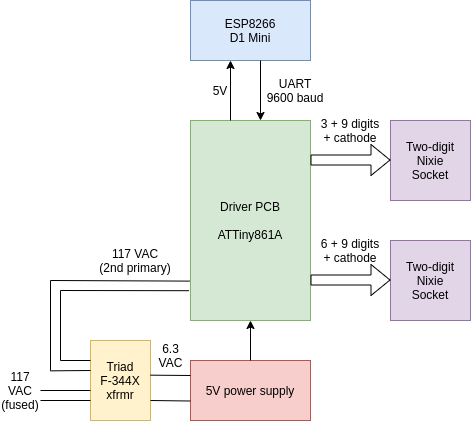 ESP8266
D1 Mini
5V
UART
9600 baud
3 + 9 digits
+ cathode
Two-digit
Nixie
Socket
Driver PCB
ATTiny861A
6 + 9 digits
+ cathode
Two-digit
Nixie
Socket
117 VAC
(2nd primary)
6.3
VAC
Triad
F-344X
xfrmr
117
VAC
(fused)
5V power supply